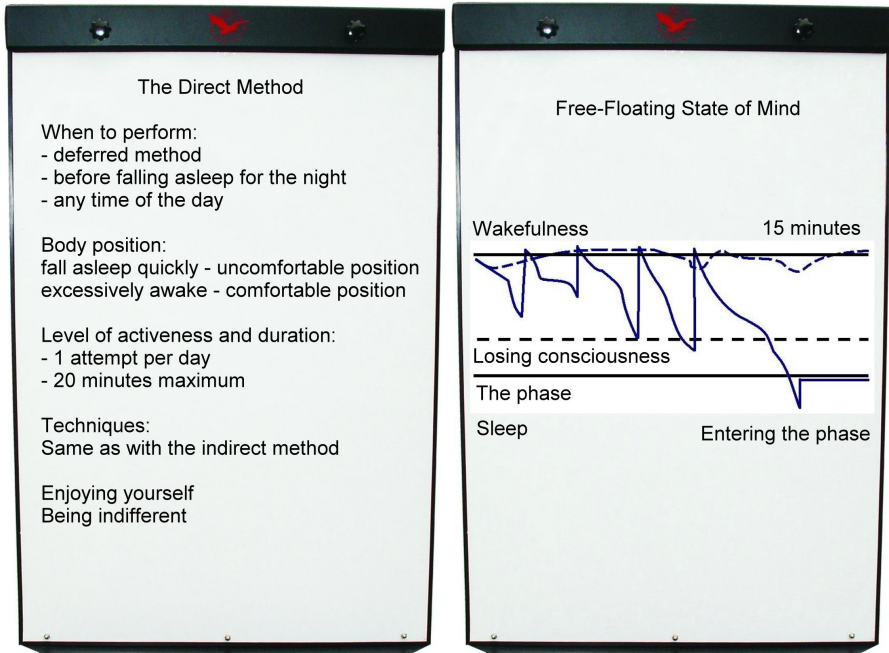 The Direct Method
When to perform:
- deferred method
- before falling asleep for the night
- any time of the day
Body position:
fall asleep quickly - uncomfortable position
excessively awake - comfortable position
Level of activeness and duration:
- 1 attempt per day
- 20 minutes maximum
Techniques:
Same as with the indirect method
Enjoying yourself
Being indifferent
Free-Floating State of Mind
Wakefulness
15 minutes
Losing consciousness
The phase
Sleep
Entering the phase